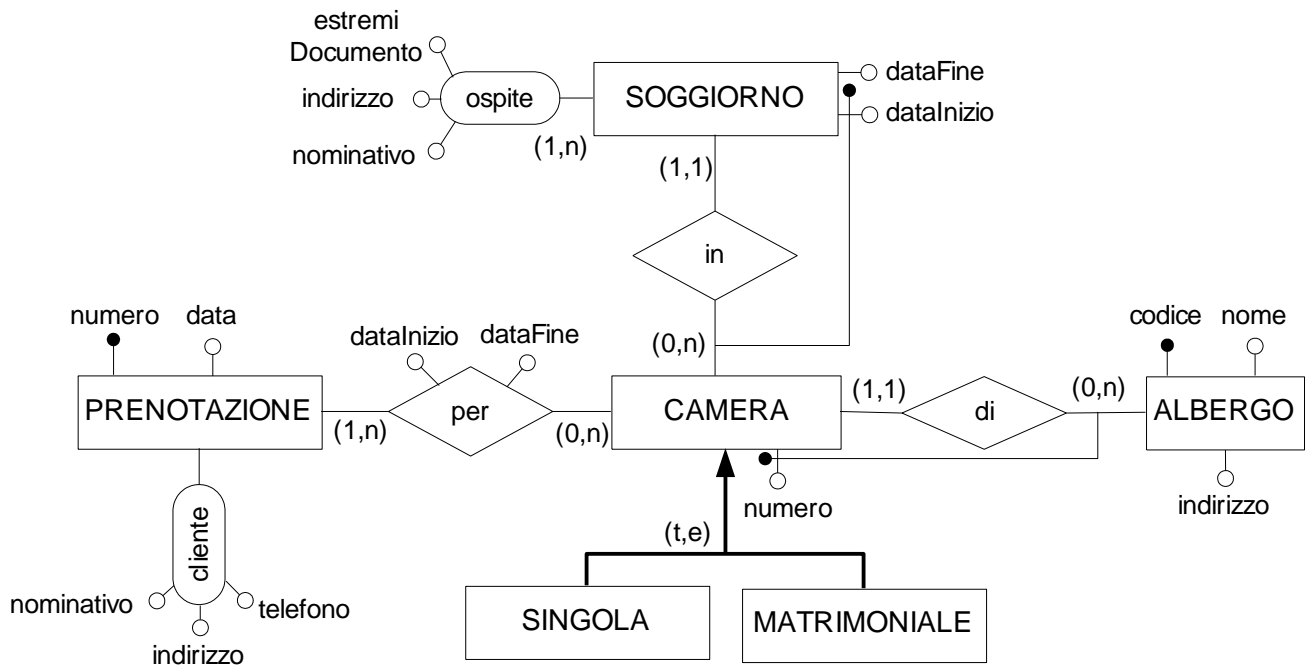 estremi
Documento
indirizzo
nominativo
ospite
(1,n)
SOGGIORNO
dataFine
dataInizio
(1,1)
in
(0,n)
numero
data
PRENOTAZIONE
(1,n)
dataInizio
dataFine
per
(0,n)
CAMERA
(1,1)
di
(0,n)
codice
nome
ALBERGO
indirizzo
numero
cliente
nominativo
telefono
indirizzo
(t,e)
SINGOLA
MATRIMONIALE